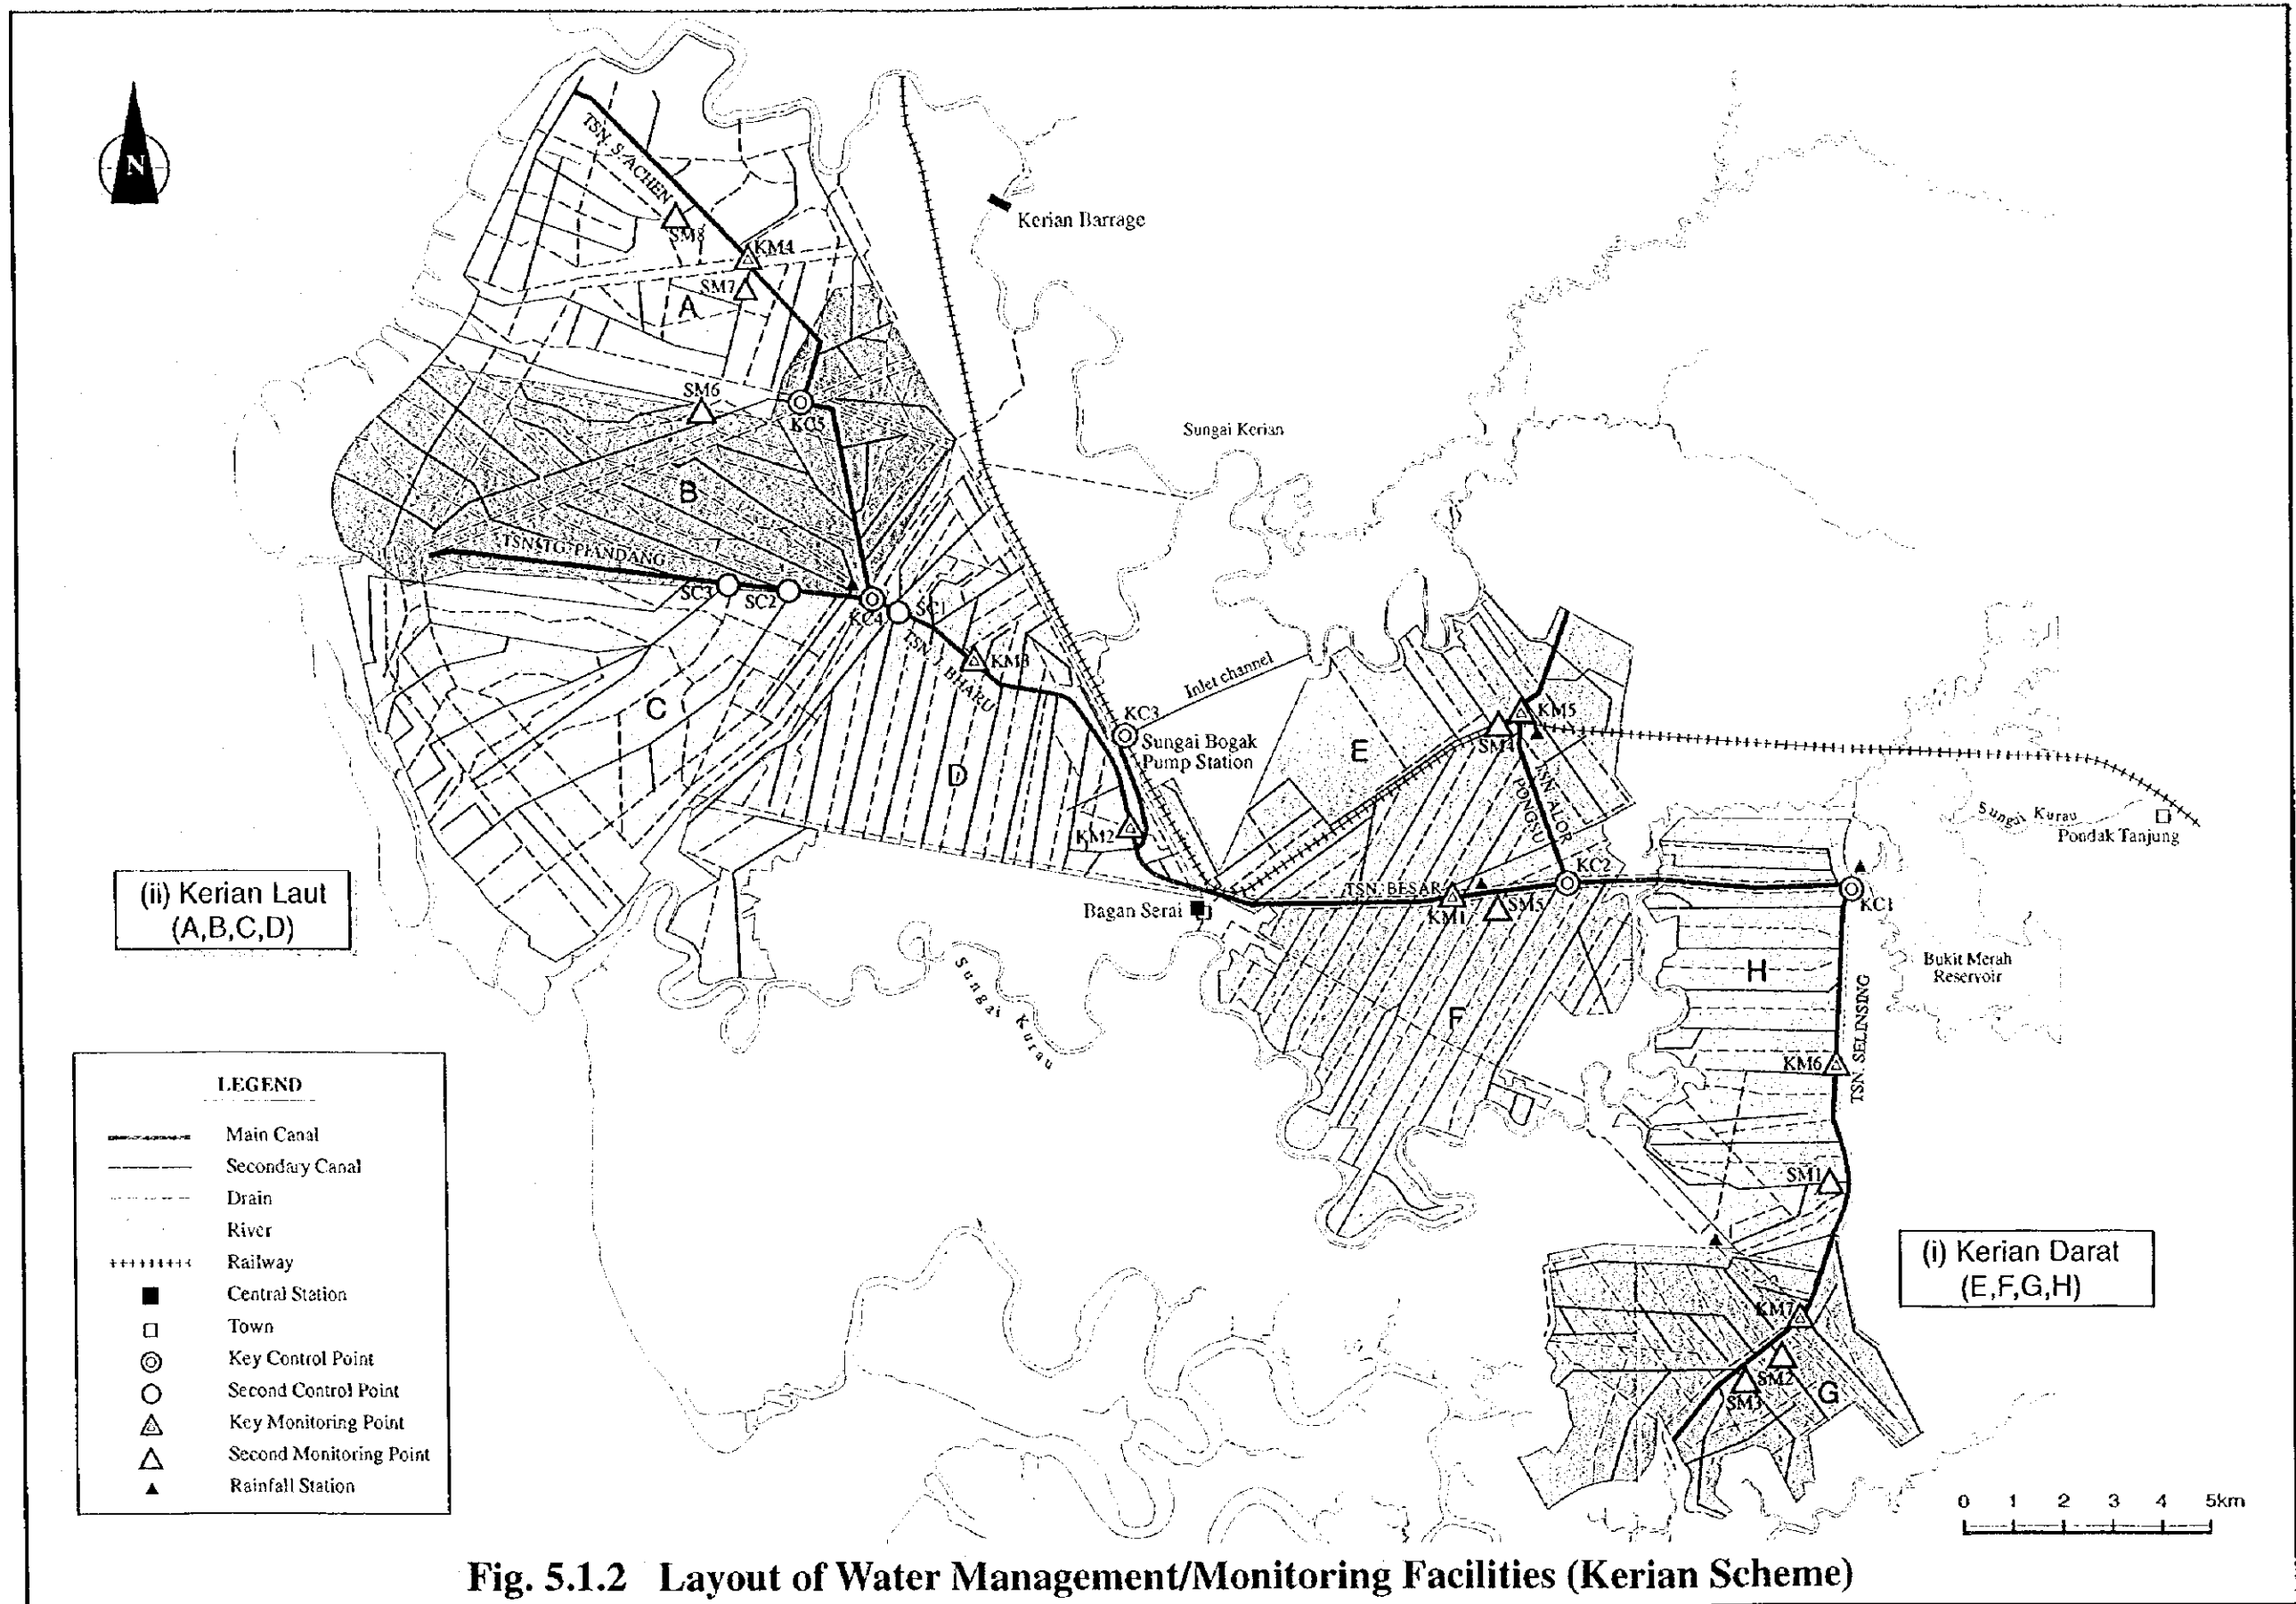 N
TSN. S. ACHEN
SM8
KM4
SM7
A
Kerian Barrage
SM6
KC5
Sungai Kerian
B
TSN. TG. PIANDANG
SC3
SC2
KC4
SC1
TSN. J. BHARU
KM3
Inlet channel
C
KC3
Sungai Bogak
Pump Station
D
E
KM5
SM4
TSN. ALOR
PONGSU
KM2
Sungai Kurau
Pondak Tanjung
KC2
TSN. BESAR
KM1
SM5
KC1
Bagan Serai
(ii) Kerian Laut
(A,B,C,D)
Bukit Merah
Reservoir
H
Sungai Kurau
F
TSN. SELINSING
KM6
SM1
(i) Kerian Darat
(E,F,G,H)
KM7
SM2
SM3
G
LEGEND
Main Canal
Secondary Canal
Drain
River
Railway
Central Station
Town
Key Control Point
Second Control Point
Key Monitoring Point
Second Monitoring Point
Rainfall Station
0 1 2 3 4 5km
Fig. 5.1.2 Layout of Water Management/Monitoring Facilities (Kerian Scheme)